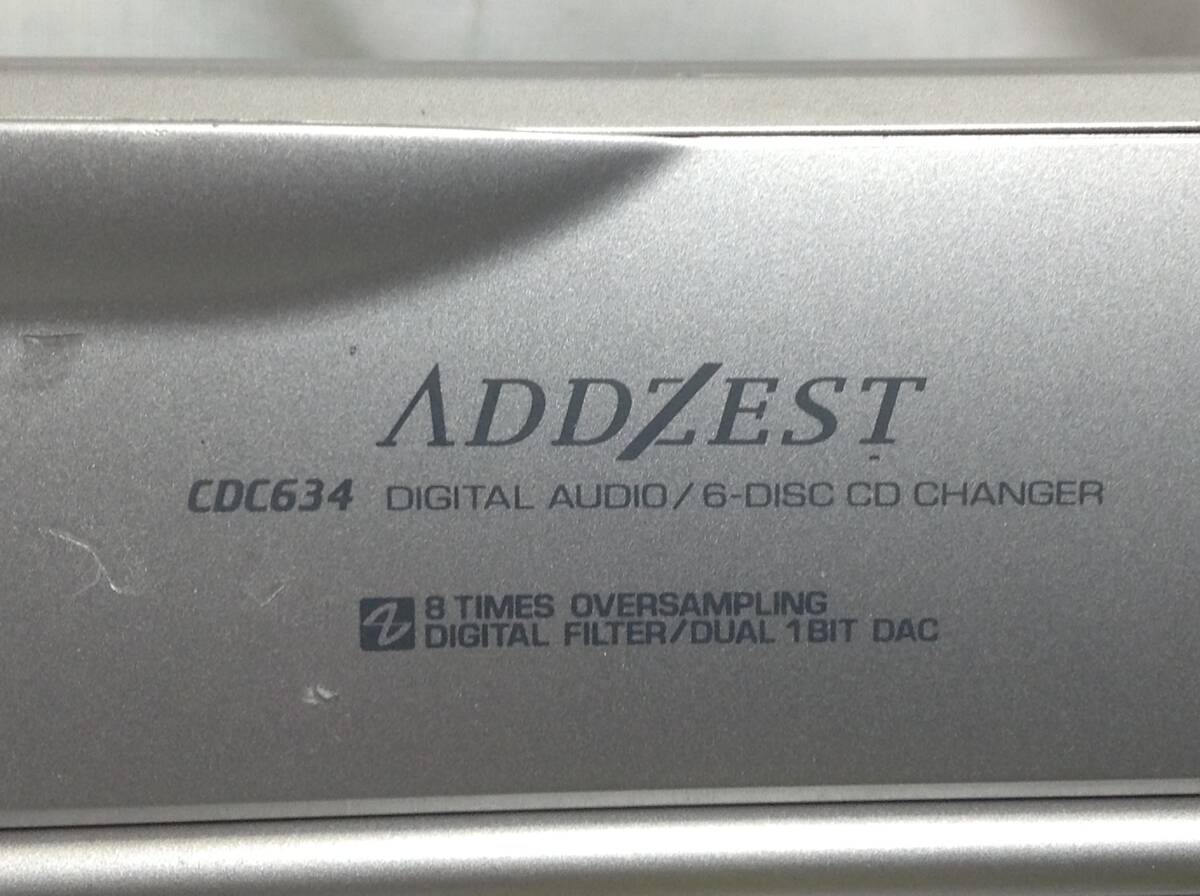 ADDZEST
CDC634 DIGITAL AUDIO/6-DISC CD CHANGER
8 TIMES OVERSAMPLING
DIGITAL FILTER/DUAL 1BIT DAC